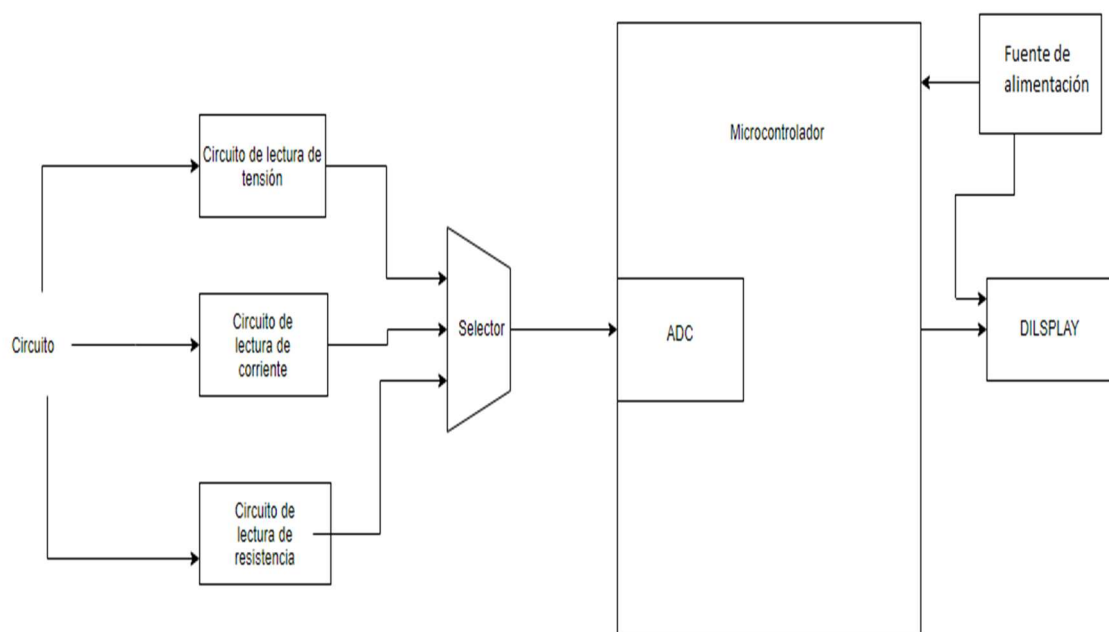 Circuito de lectura de
tensión
Circuito
Circuito de
lectura de
corriente
Circuito de
lectura de
resistencia
Selector
Microcontrolador
ADC
Fuente de
alimentación
DILSPLAY